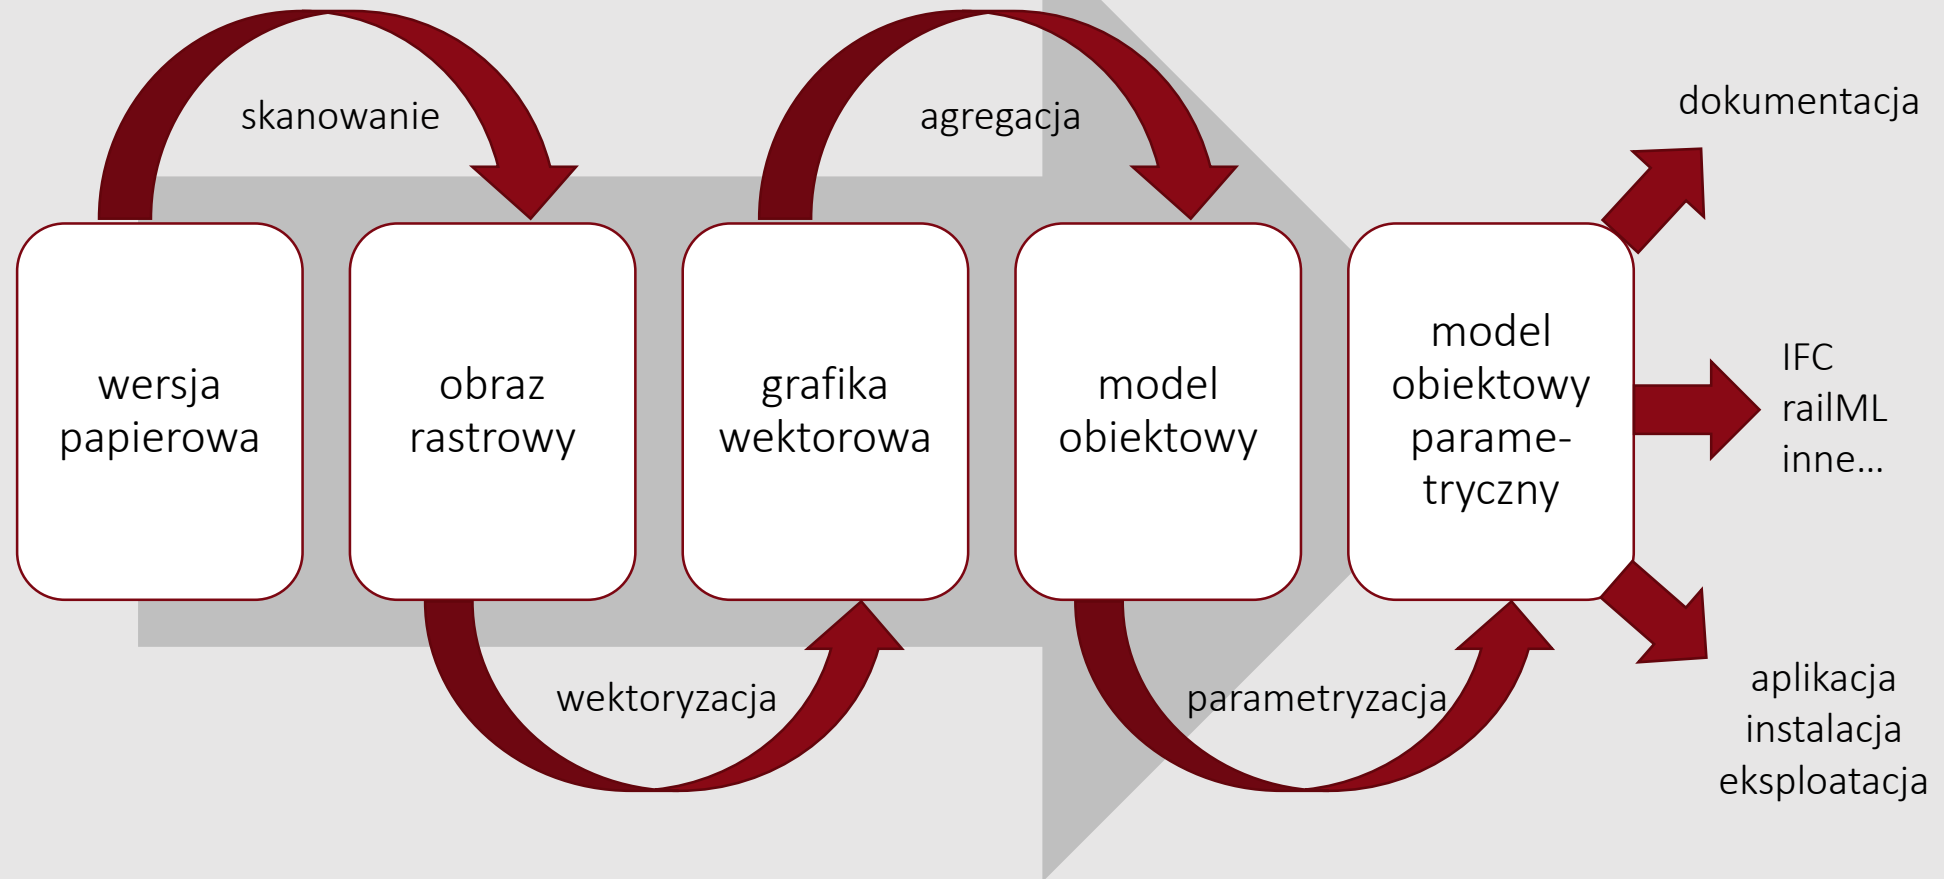 skanowanie
agregacja
dokumentacja
wersja
papierowa
obraz
rastrowy
grafika
wektorowa
model
obiektowy
model
obiektowy
parame-
tryczny
IFC
railML
inne...
wektoryzacja
parametryzacja
aplikacja
instalacja
eksploatacja